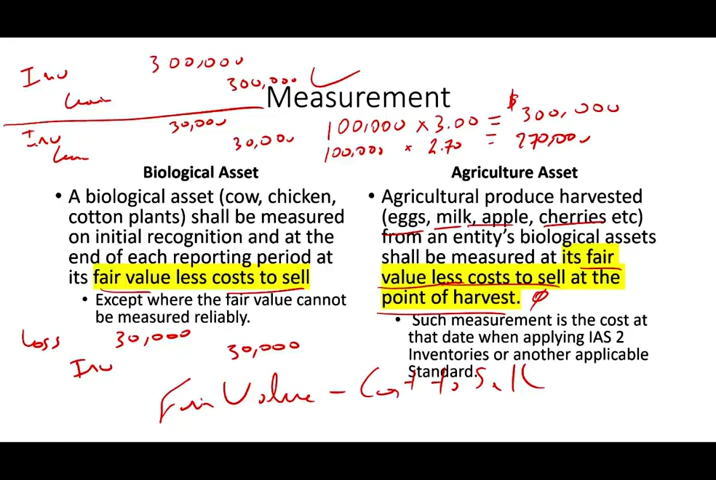 Inv 300,000
Gain 300,000
Inv 30,000
Gain 30,000
Measurement
100,000 x 3.00 = $ 300,000
100,000 x 2.70 = 270,000
Biological Asset
• A biological asset (cow, chicken,
cotton plants) shall be measured
on initial recognition and at the
end of each reporting period at
its fair value less costs to sell
• Except where the fair value cannot
be measured reliably.
Loss 30,000
Inv 30,000
Agriculture Asset
• Agricultural produce harvested
(eggs, milk, apple, cherries etc)
from an entity's biological assets
shall be measured at its fair
value less costs to sell at the
point of harvest.
• Such measurement is the cost at
that date when applying IAS 2
Inventories or another applicable
Standard.
Fair Value - Cost to Sell